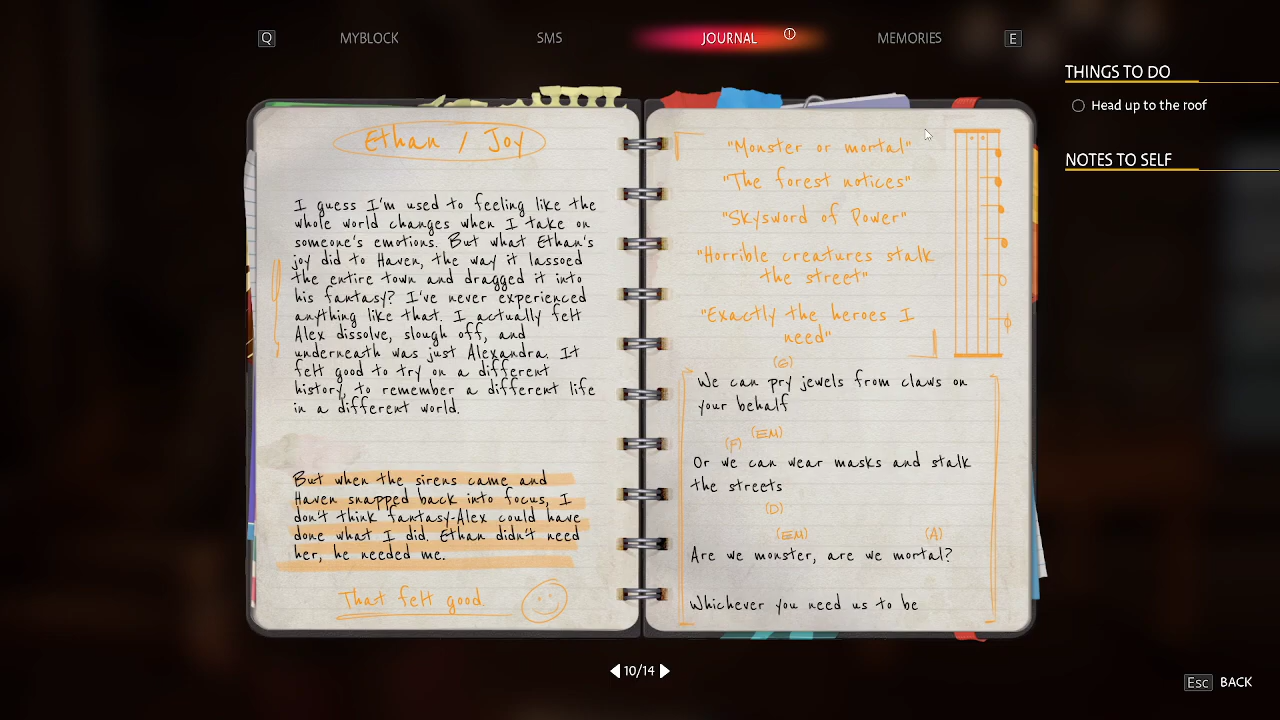 Q
MYBLOCK
SMS
JOURNAL
MEMORIES
E
THINGS TO DO
Head up to the roof
NOTES TO SELF
Ethan / Joy
I guess I'm used to feeling like the
whole world changes when I take on
someone's emotions. But what Ethan's
joy did to Haven, the way it lassoed
the entire town and dragged it into
his fantasy? I've never experienced
anything like that. I actually felt
Alex dissolve, slough off, and
underneath was just Alexandra. It
felt good to try on a different
history, to remember a different life
in a different world.
But when the sirens came and
Haven snapped back into focus, I
don't think fantasy-Alex could have
done what I did. Ethan didn't need
her, he needed me.
That felt good.
"Monster or mortal"
"The forest notices"
"Skysword of Power"
"Horrible creatures stalk
the street"
"Exactly the heroes I
need"
(G)
We can pry jewels from claws on
your behalf
(F) (EM)
Or we can wear masks and stalk
the streets
(D)
(EM) (A)
Are we monster, are we mortal?
Whichever you need us to be
10/14
Esc BACK